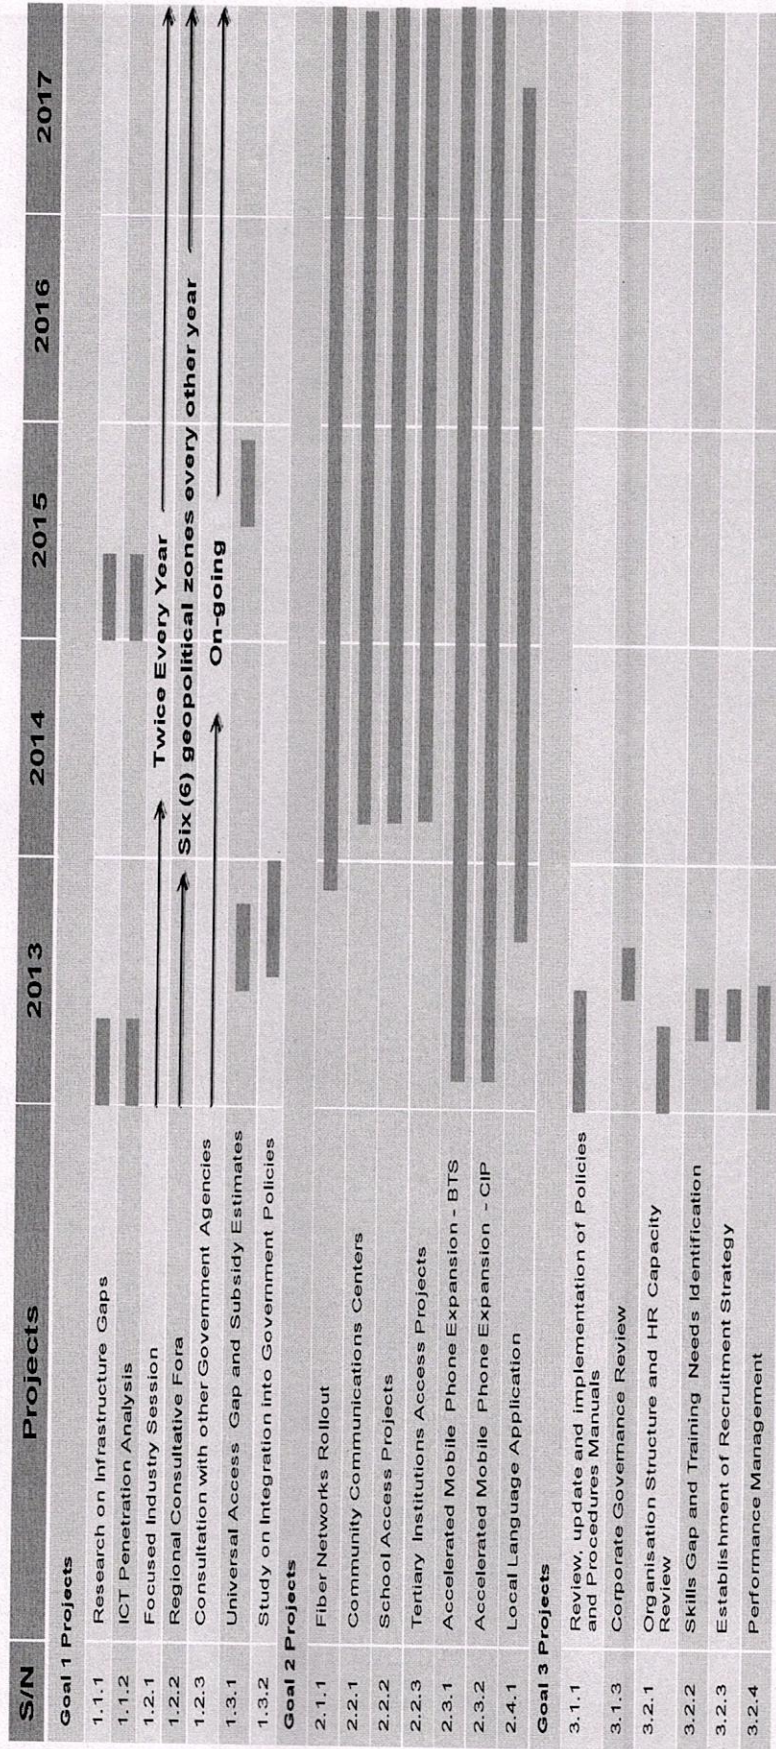 S/N Projects 2013 2014 2015 2016 2017
Goal 1 Projects
1.1.1 Research on Infrastructure Gaps
1.1.2 ICT Penetration Analysis
1.2.1 Focused Industry Session Twice Every Year
1.2.2 Regional Consultative Fora Six (6) geopolitical zones every other year
1.2.3 Consultation with other Government Agencies On-going
1.3.1 Universal Access Gap and Subsidy Estimates
1.3.2 Study on Integration into Government Policies
Goal 2 Projects
2.1.1 Fiber Networks Rollout
2.2.1 Community Communications Centers
2.2.2 School Access Projects
2.2.3 Tertiary Institutions Access Projects
2.3.1 Accelerated Mobile Phone Expansion - BTS
2.3.2 Accelerated Mobile Phone Expansion - CIP
2.4.1 Local Language Application
Goal 3 Projects
3.1.1 Review, update and implementation of Policies
and Procedures Manuals
3.1.3 Corporate Governance Review
3.2.1 Organisation Structure and HR Capacity
Review
3.2.2 Skills Gap and Training Needs Identification
3.2.3 Establishment of Recruitment Strategy
3.2.4 Performance Management